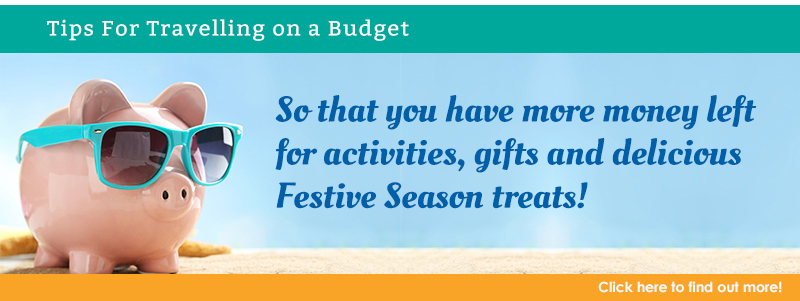 Tips For Travelling on a Budget
So that you have more money left
for activities, gifts and delicious
Festive Season treats!
Click here to find out more!